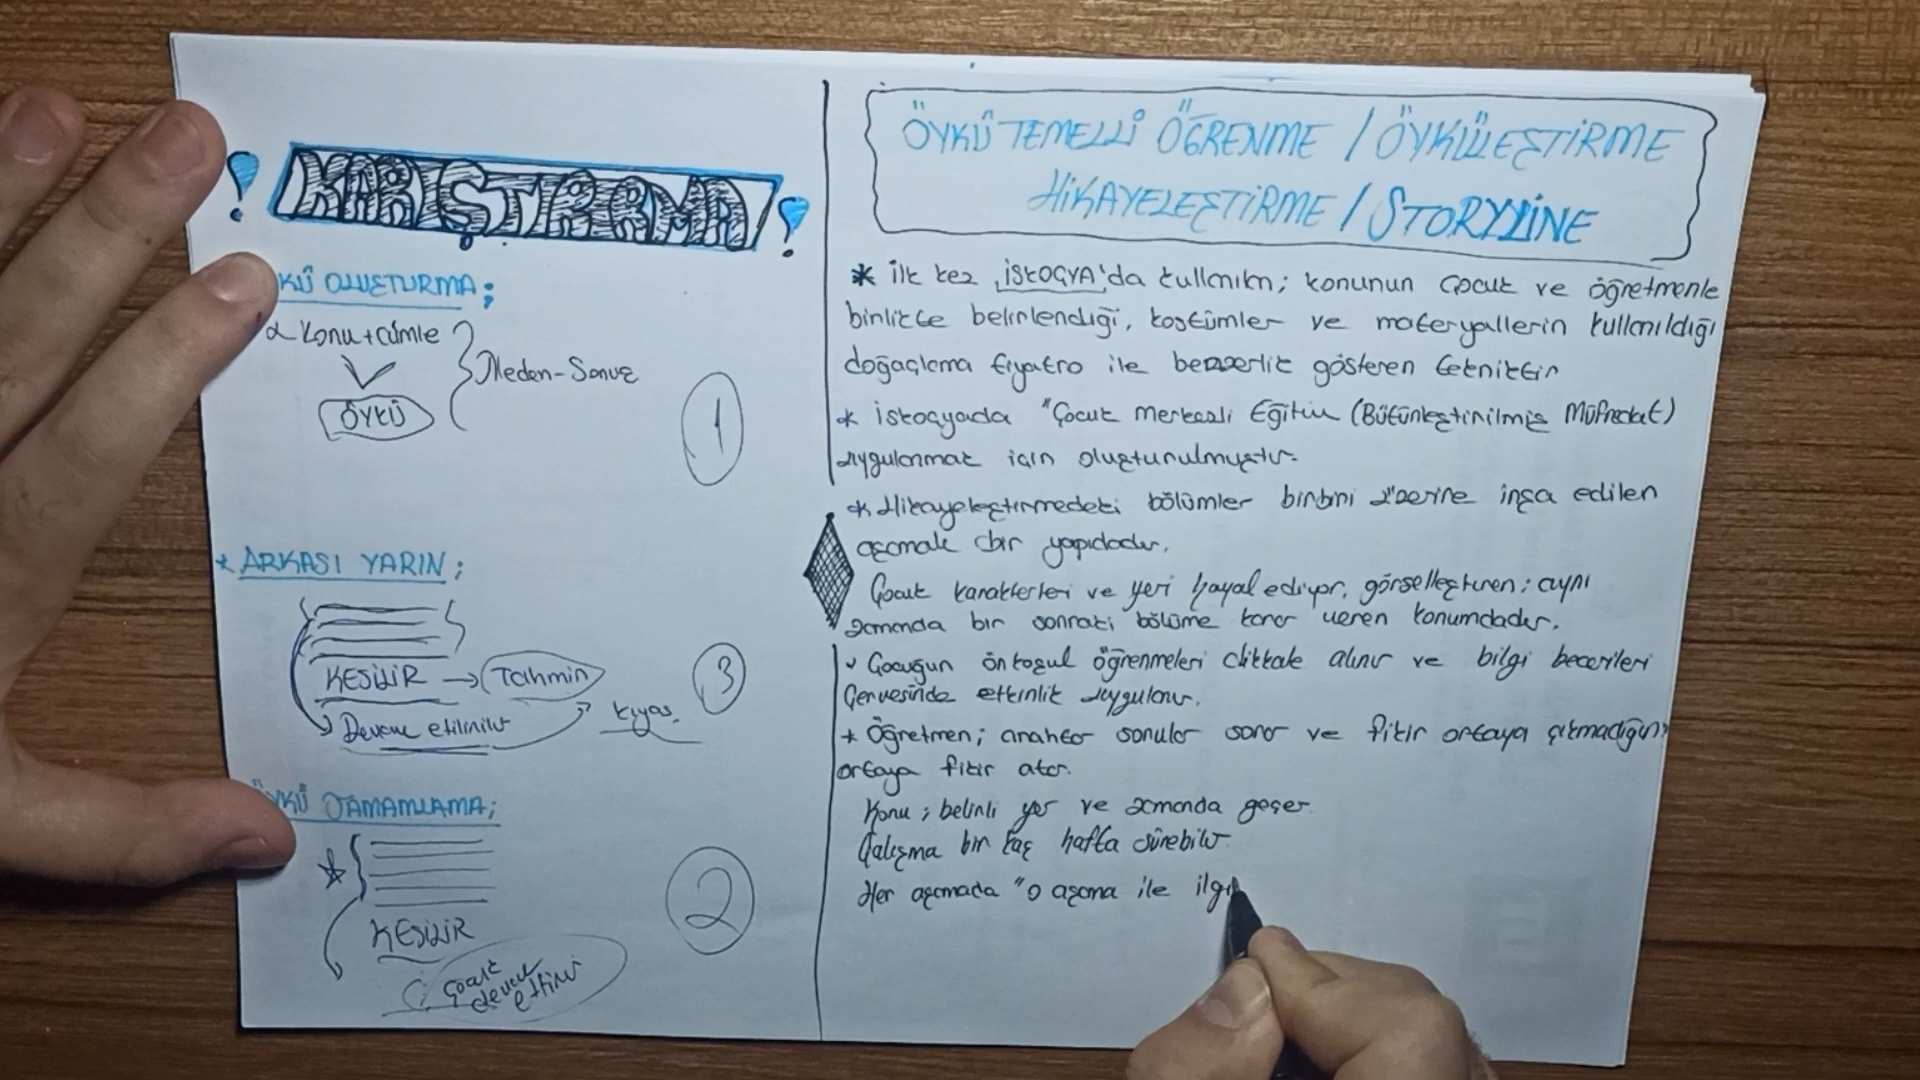 ! KARIŞTIRMA !
KÜ OLUŞTURMA;
Konu + cümle
ÖYKÜ
Neden-Sonuç
1
* ARKASI YARIN;
KESİLİR → Tahmin
Devam ettirilir
kıyas
3
ÖYKÜ TAMAMLAMA;
KESİLİR
Çocuk
devam
ettirir
2
ÖYKÜ TEMELLİ ÖĞRENME / ÖYKÜLEŞTİRME
HİKAYELEŞTİRME / STORYLİNE
* İlk kez İSKOÇYA'da kullanılan; konunun çocuk ve öğretmenle
birlikte belirlendiği, kostümler ve materyallerin kullanıldığı
doğaçlama tiyatro ile benzerlik gösteren tekniktir
* İskoçyada "Çocuk merkezli Eğitim (Bütünleştirilmiş Müfredat)
uygulanmak için oluşturulmuştur.
* Hikayeleştirmedeki bölümler birbiri üzerine inşa edilen
aşamalı bir yapıdadır.
Çocuk karakterleri ve yeri hayal ediyor, görselleştiren; aynı
zamanda bir sonraki bölüme karar veren konumdadır.
Çocuğun önkoşul öğrenmeleri dikkate alınır ve bilgi becerileri
çervesinde etkinlik uygulanır.
* Öğretmen; anahtar sorular sorar ve fikir ortaya çıkmadığında
ortaya fikir atar.
Konu; belirli yer ve zamanda geçer
Çalışma bir kaç hafta sürebilir.
Her aşamada "o aşama ile ilgi